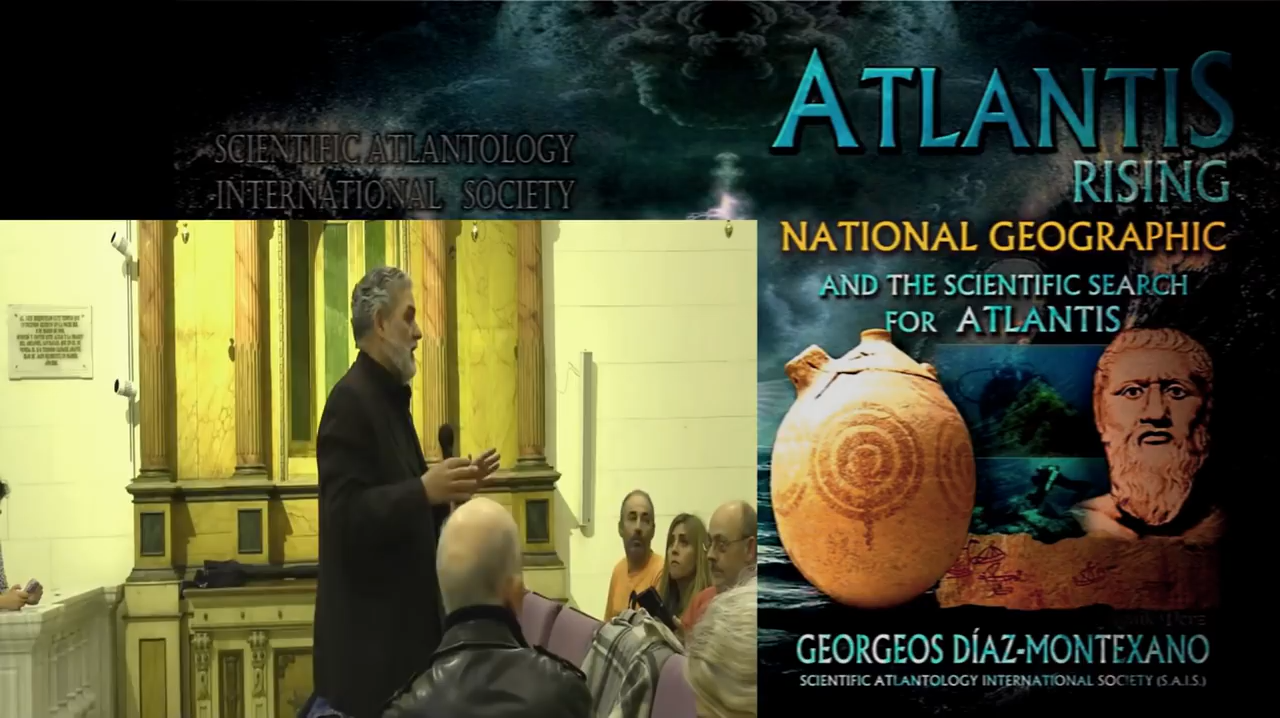 SCIENTIFIC ATLANTOLOGY
INTERNATIONAL SOCIETY
ATLANTIS
RISING
NATIONAL GEOGRAPHIC
AND THE SCIENTIFIC SEARCH
FOR ATLANTIS
GEORGEOS DÍAZ-MONTEXANO
SCIENTIFIC ATLANTOLOGY INTERNATIONAL SOCIETY (S.A.I.S.)